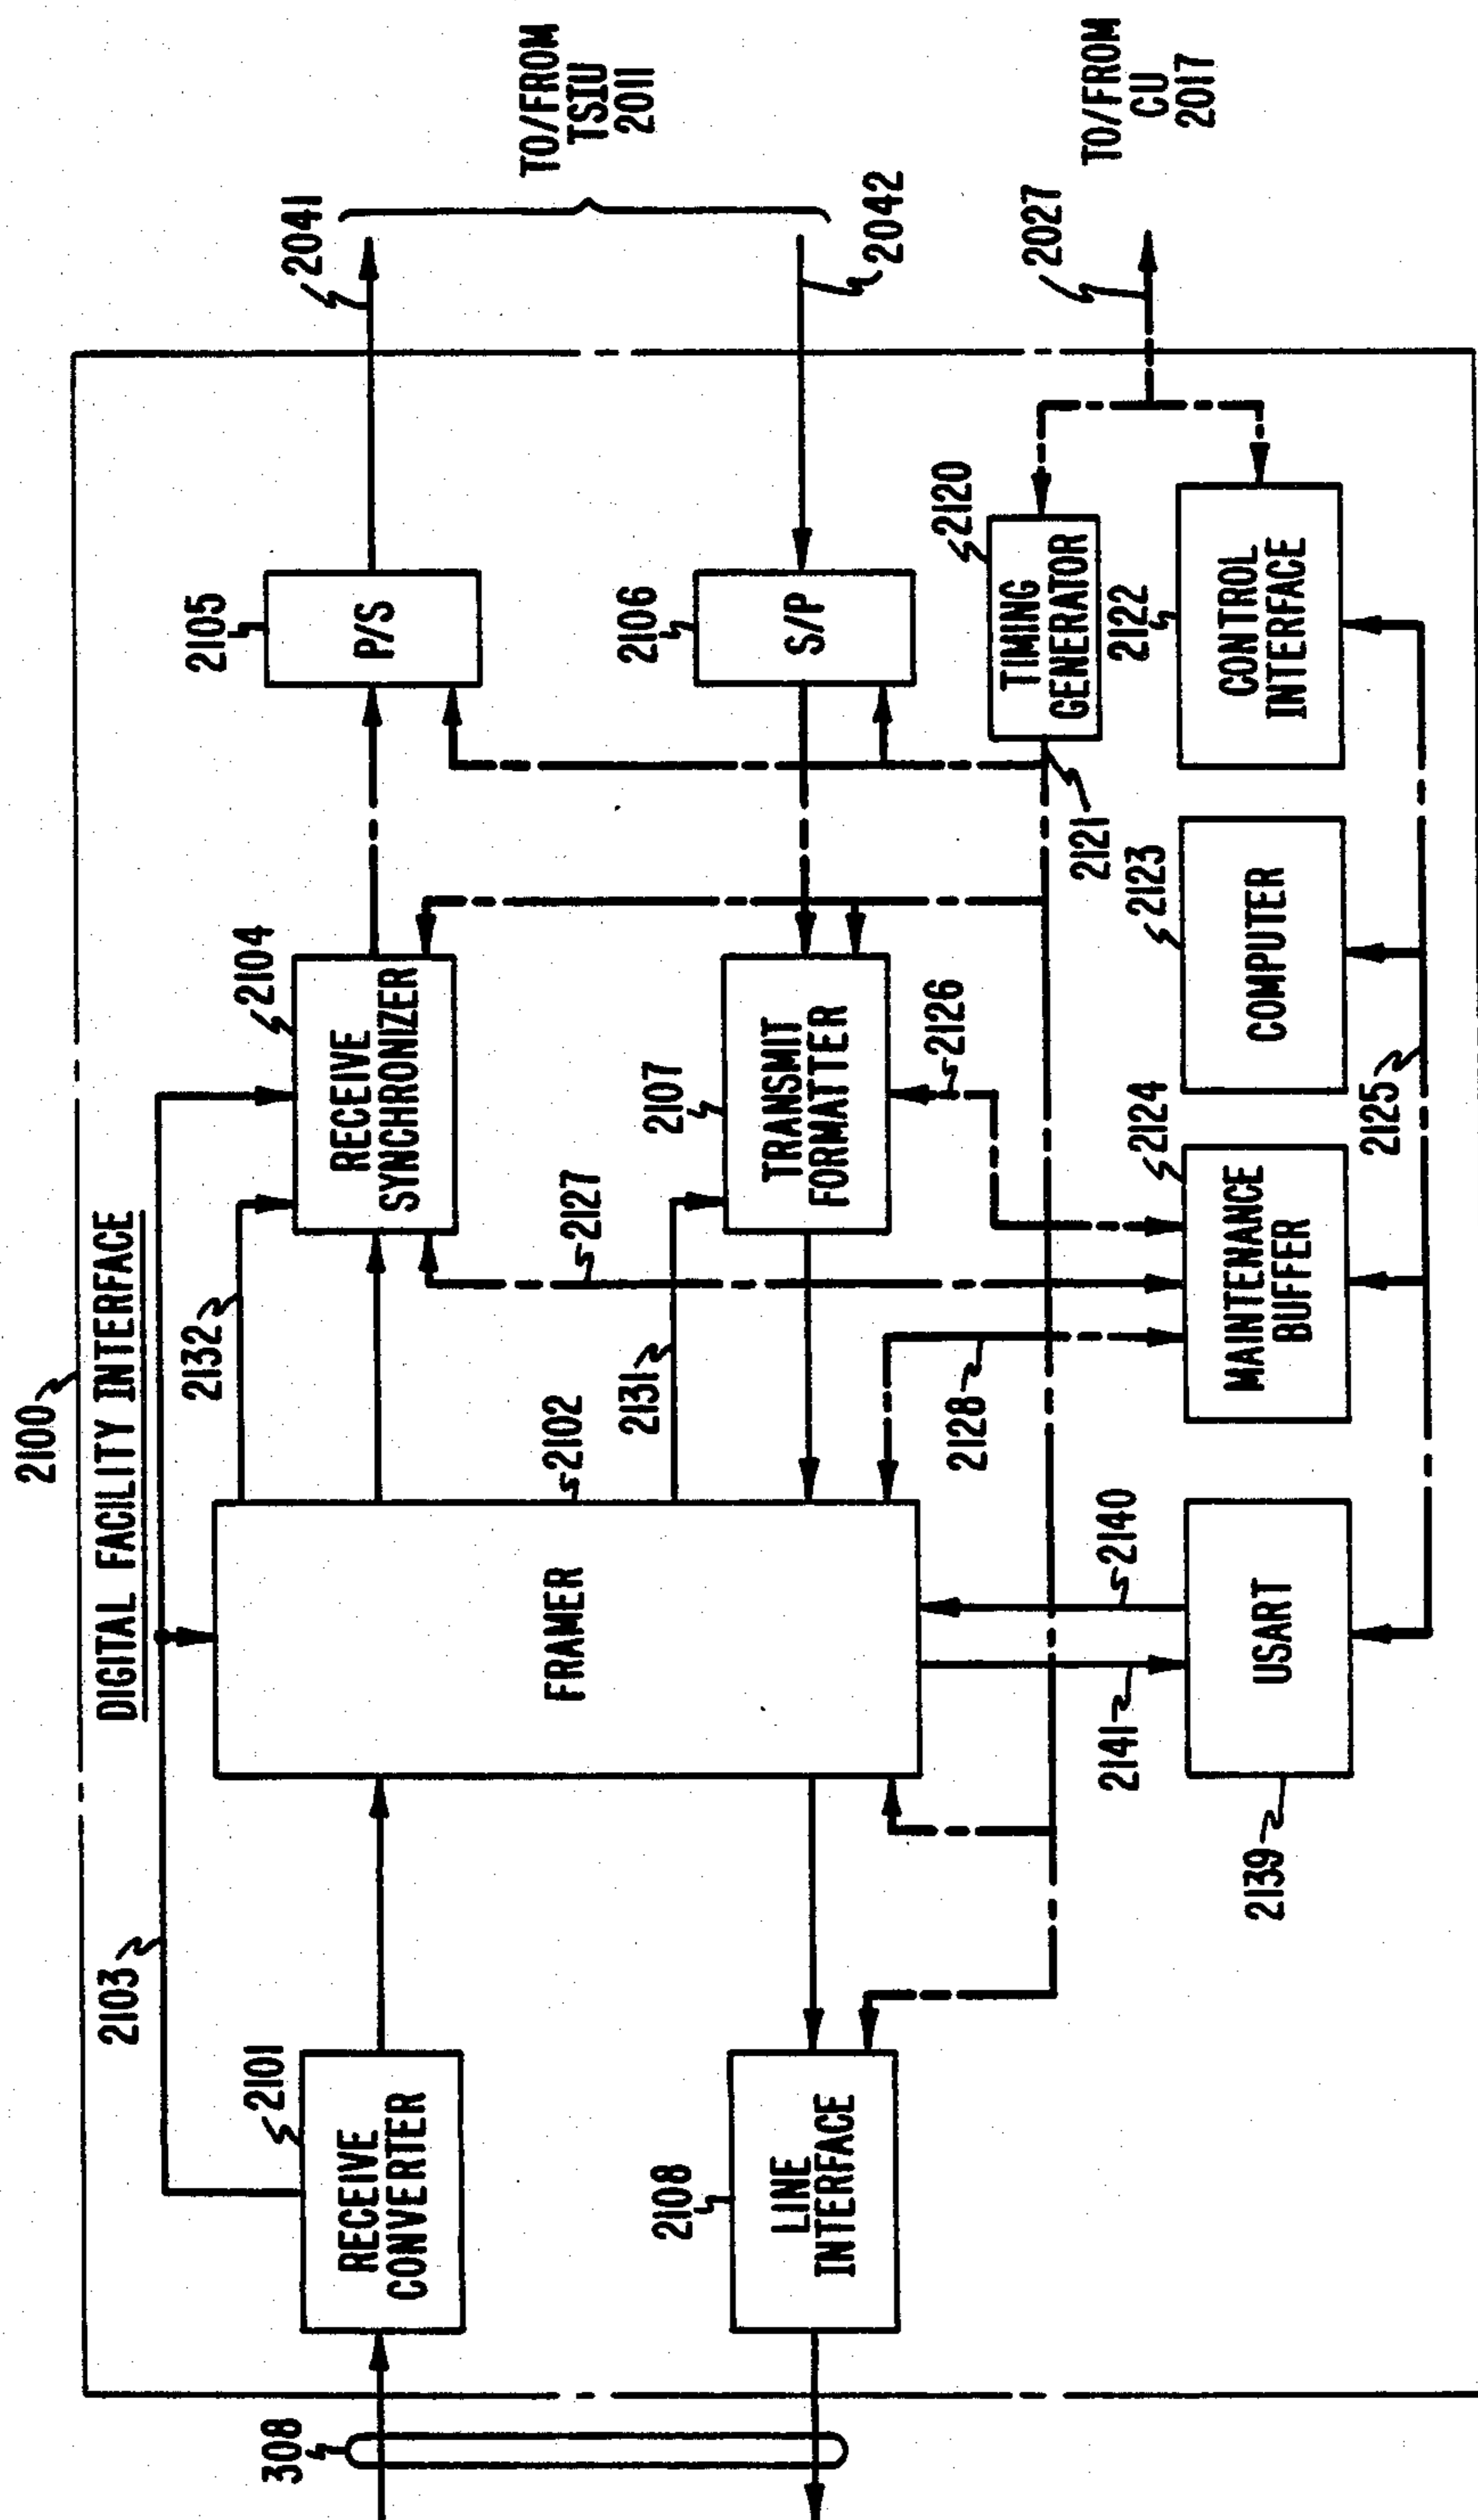 2100
DIGITAL FACILITY INTERFACE
308
2103
2101
RECEIVE
CONVERTER
2132
2104
RECEIVE
SYNCHRONIZER
2105
P/S
2041
TO/FROM
TSIU
2011
2102
FRAMER
2127
2131
2107
TRANSMIT
FORMATTER
2106
S/P
2042
2108
LINE
INTERFACE
2128
2126
2120
TIMING
GENERATOR
2121
2027
TO/FROM
CU
2017
2141
2140
2139
USART
2124
MAINTENANCE
BUFFER
2123
COMPUTER
2122
CONTROL
INTERFACE
2125